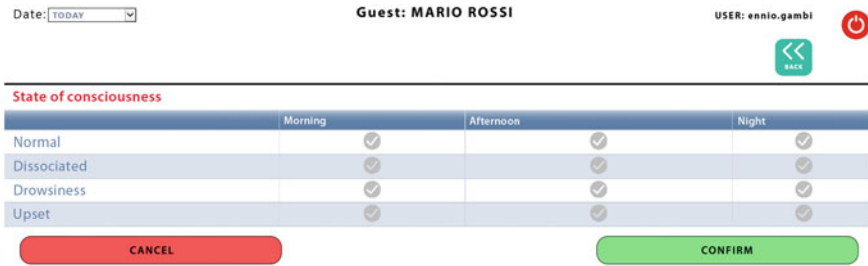 Date: TODAY Guest: MARIO ROSSI USER: ennio.gambi
BACK
State of consciousness
Morning Afternoon Night
Normal
Dissociated
Drowsiness
Upset
CANCEL CONFIRM